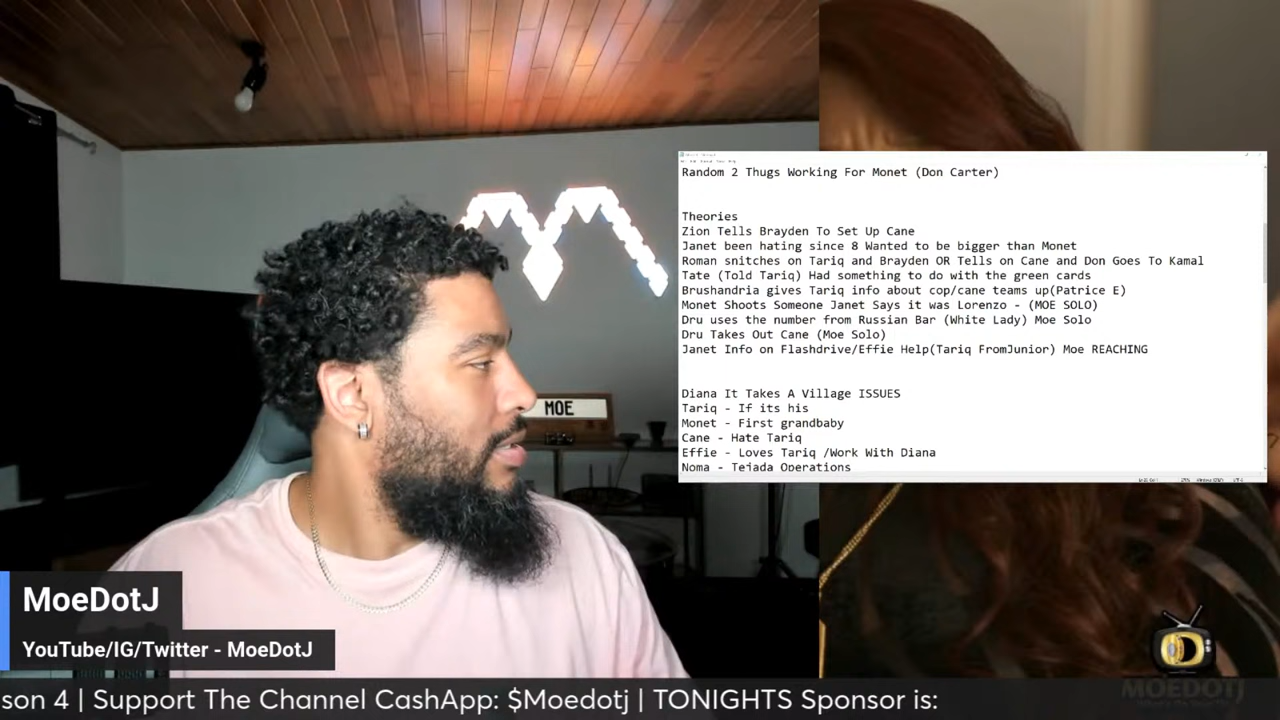 Random 2 Thugs Working For Monet (Don Carter)
Theories
Zion Tells Brayden To Set Up Cane
Janet been hating since 8 Wanted to be bigger than Monet
Roman snitches on Tariq and Brayden OR Tells on Cane and Don Goes To Kamal
Tate (Told Tariq) Had something to do with the green cards
Brushandria gives Tariq info about cop/cane teams up(Patrice E)
Monet Shoots Someone Janet Says it was Lorenzo - (MOE SOLO)
Dru uses the number from Russian Bar (White Lady) Moe Solo
Dru Takes Out Cane (Moe Solo)
Janet Info on Flashdrive/Effie Help(Tariq FromJunior) Moe REACHING
Diana It Takes A Village ISSUES
Tariq - If its his
Monet - First grandbaby
Cane - Hate Tariq
Effie - Loves Tariq /Work With Diana
Noma - Tejada Operations
MOE
MoeDotJ
YouTube/IG/Twitter - MoeDotJ
MOEDOTJ
son 4 | Support The Channel CashApp: $Moedotj | TONIGHTS Sponsor is: